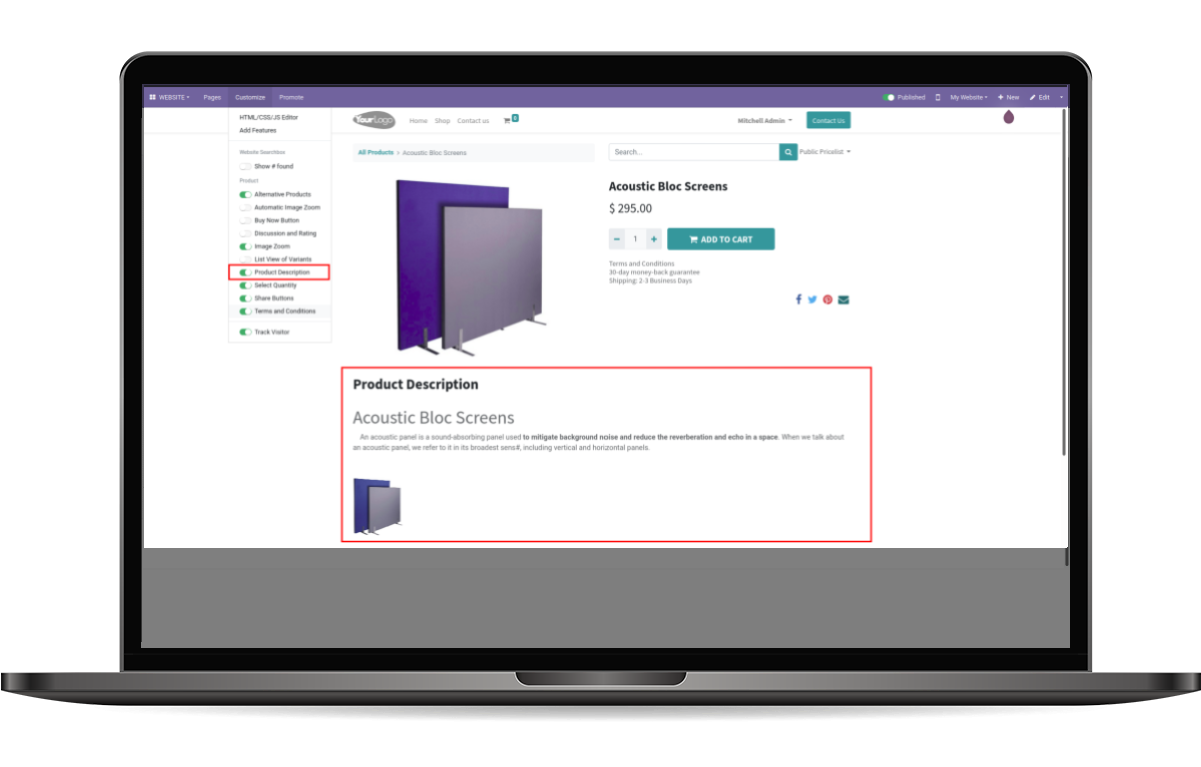 WEBSITE Pages Customize Promote Published My Website + New Edit
HTML/CSS/JS Editor
Add Features
Website Searchbox
Show # found
Product
Alternative Products
Automatic Image Zoom
Buy Now Button
Discussion and Rating
Image Zoom
List View of Variants
Product Description
Select Quantity
Share Buttons
Terms and Conditions
Track Visitor
YourLogo Home Shop Contact us 0 Mitchell Admin Contact Us
All Products > Acoustic Bloc Screens
Search... Public Pricelist
Acoustic Bloc Screens
$ 295.00
- 1 + ADD TO CART
Terms and Conditions
30-day money-back guarantee
Shipping: 2-3 Business Days
Product Description
Acoustic Bloc Screens
An acoustic panel is a sound-absorbing panel used to mitigate background noise and reduce the reverberation and echo in a space. When we talk about
an acoustic panel, we refer to it in its broadest sens#, including vertical and horizontal panels.